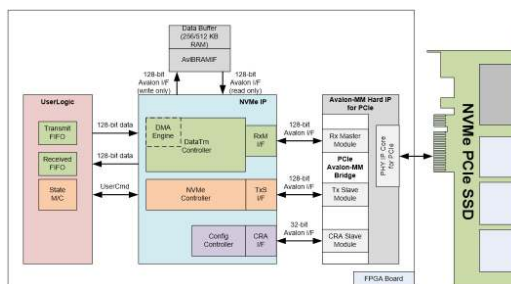 Data Buffer
(256/512 KB
RAM)
AvlBRAMIF
128-bit
Avalon I/F
(write only)
128-bit
Avalon I/F
(read only)
UserLogic
NVMe IP
Avalon-MM Hard IP
for PCIe
Transmit
FIFO
128-bit data
DMA
Engine
DataTrn
Controller
RxM
I/F
128-bit
Avalon I/F
Rx Master
Module
Received
FIFO
128-bit data
PCIe
Avalon-MM
Bridge
PHY IP Core
for PCIe
State
M/C
UserCmd
NVMe
Controller
TxS
I/F
128-bit
Avalon I/F
Tx Slave
Module
Config
Controller
CRA
I/F
32-bit
Avalon I/F
CRA Slave
Module
FPGA Board
NVMe PCIe SSD